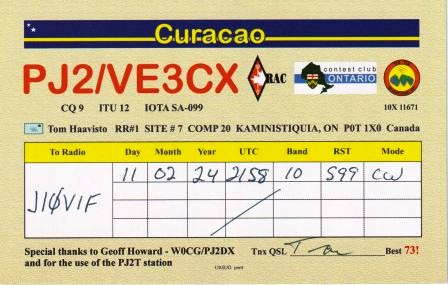 Curacao
PJ2/VE3CX
RAC
contest club
ONTARIO
CQ 9 ITU 12 IOTA SA-099
10X 11671
Tom Haavisto RR#1 SITE # 7 COMP 20 KAMINISTIQUIA, ON P0T 1X0 Canada
To Radio Day Month Year UTC Band RST Mode
JIØVIF 11 02 24 2158 10 599 CW
Special thanks to Geoff Howard - W0CG/PJ2DX Tnx QSL Tom Best 73!
and for the use of the PJ2T station